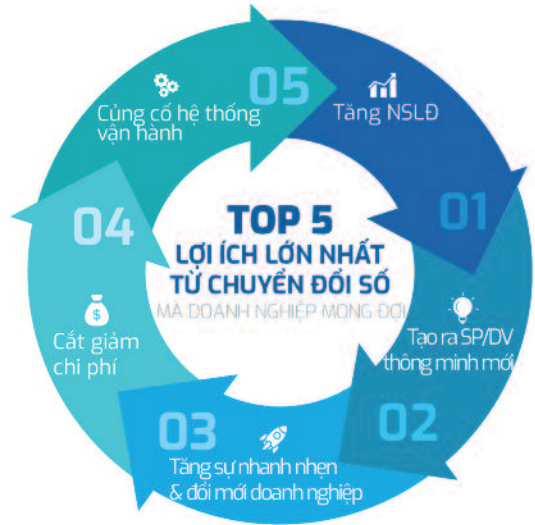 TOP 5
LỢI ÍCH LỚN NHẤT
TỪ CHUYỂN ĐỔI SỐ
MÀ DOANH NGHIỆP MONG ĐỢI
Tăng NSLĐ
01
Tạo ra SP/DV
thông minh mới
02
03
Tăng sự nhanh nhẹn
& đổi mới doanh nghiệp
04
$
Cắt giảm
chi phí
05
Củng cố hệ thống
vận hành